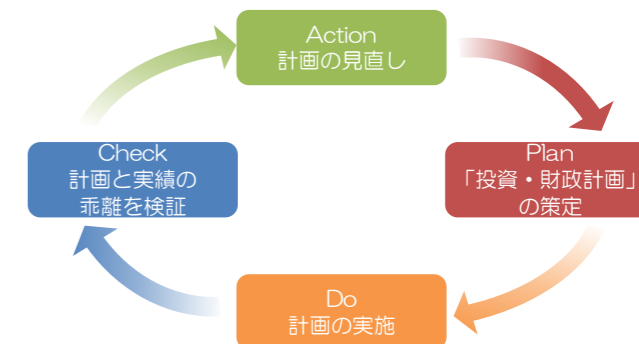 Action
計画の見直し
Check
計画と実績の
乖離を検証
Plan
「投資・財政計画」
の策定
Do
計画の実施